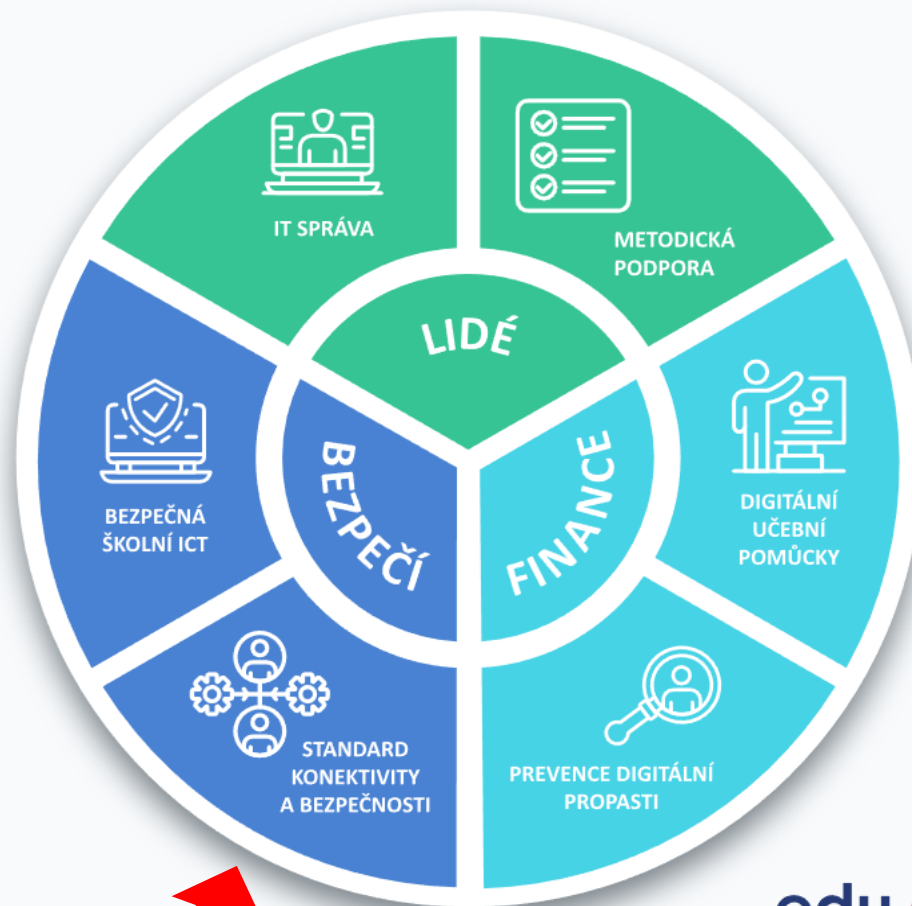 IT SPRÁVA
METODICKÁ
PODPORA
LIDÉ
BEZPEČNÁ
ŠKOLNÍ ICT
BEZPEČÍ
FINANCE
DIGITÁLNÍ
UČEBNÍ
POMŮCKY
STANDARD
KONEKTIVITY
A BEZPEČNOSTI
PREVENCE DIGITÁLNÍ
PROPASTI
edu